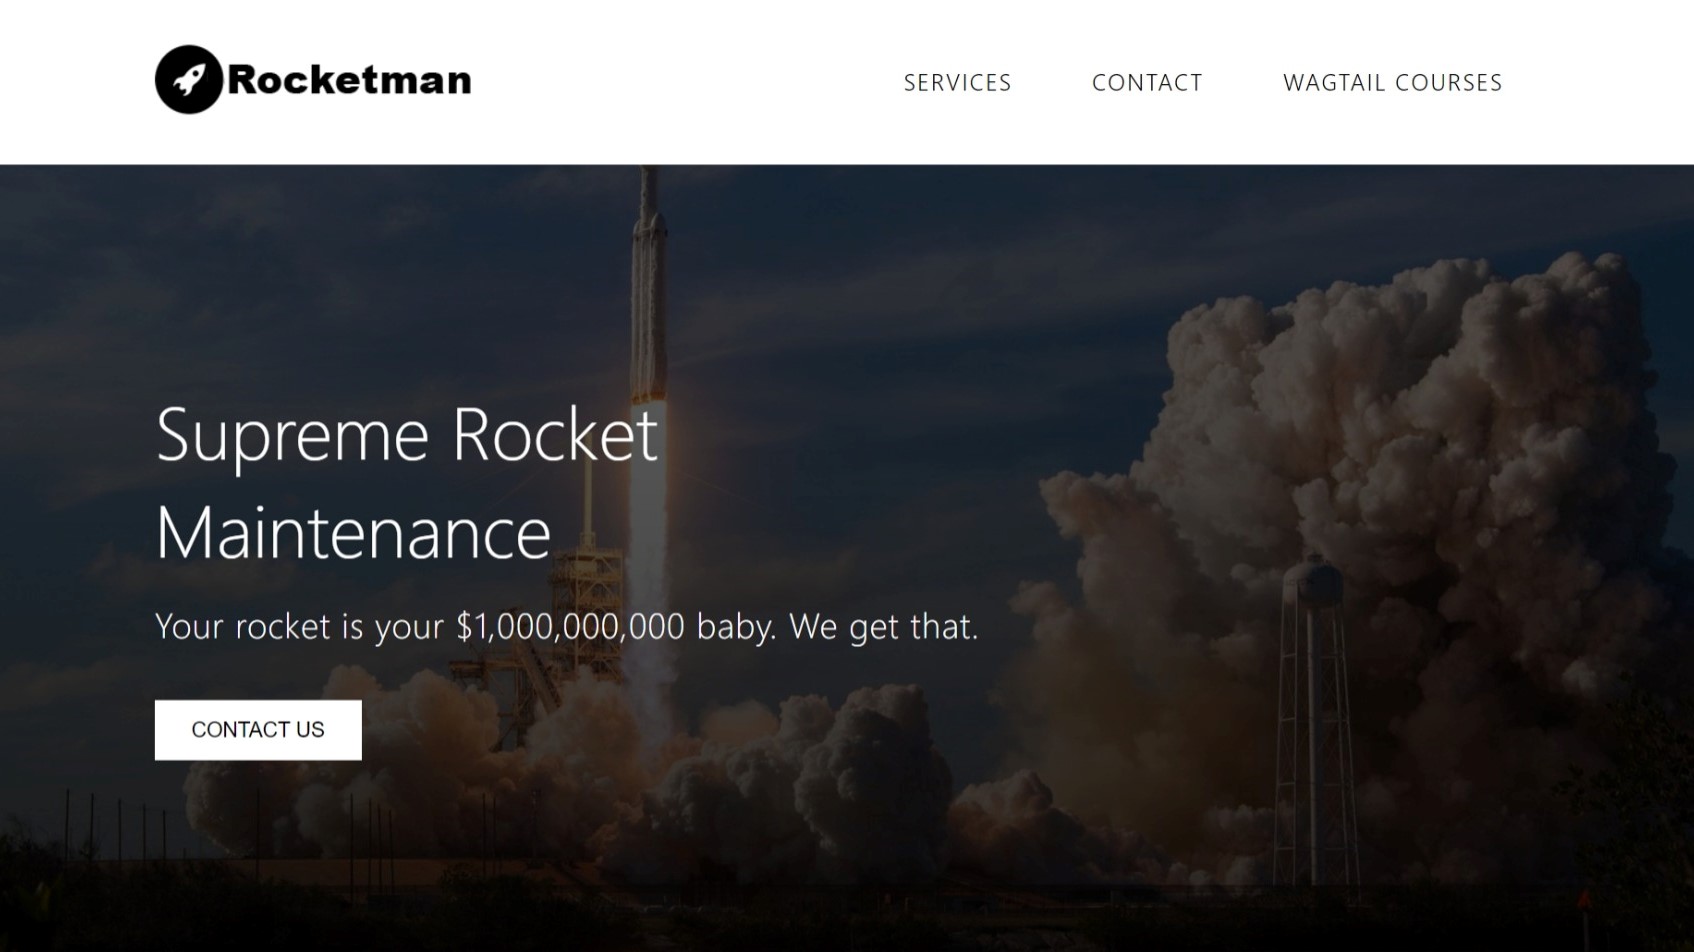 Rocketman
SERVICES
CONTACT
WAGTAIL COURSES
Supreme Rocket
Maintenance
Your rocket is your $1,000,000,000 baby. We get that.
CONTACT US